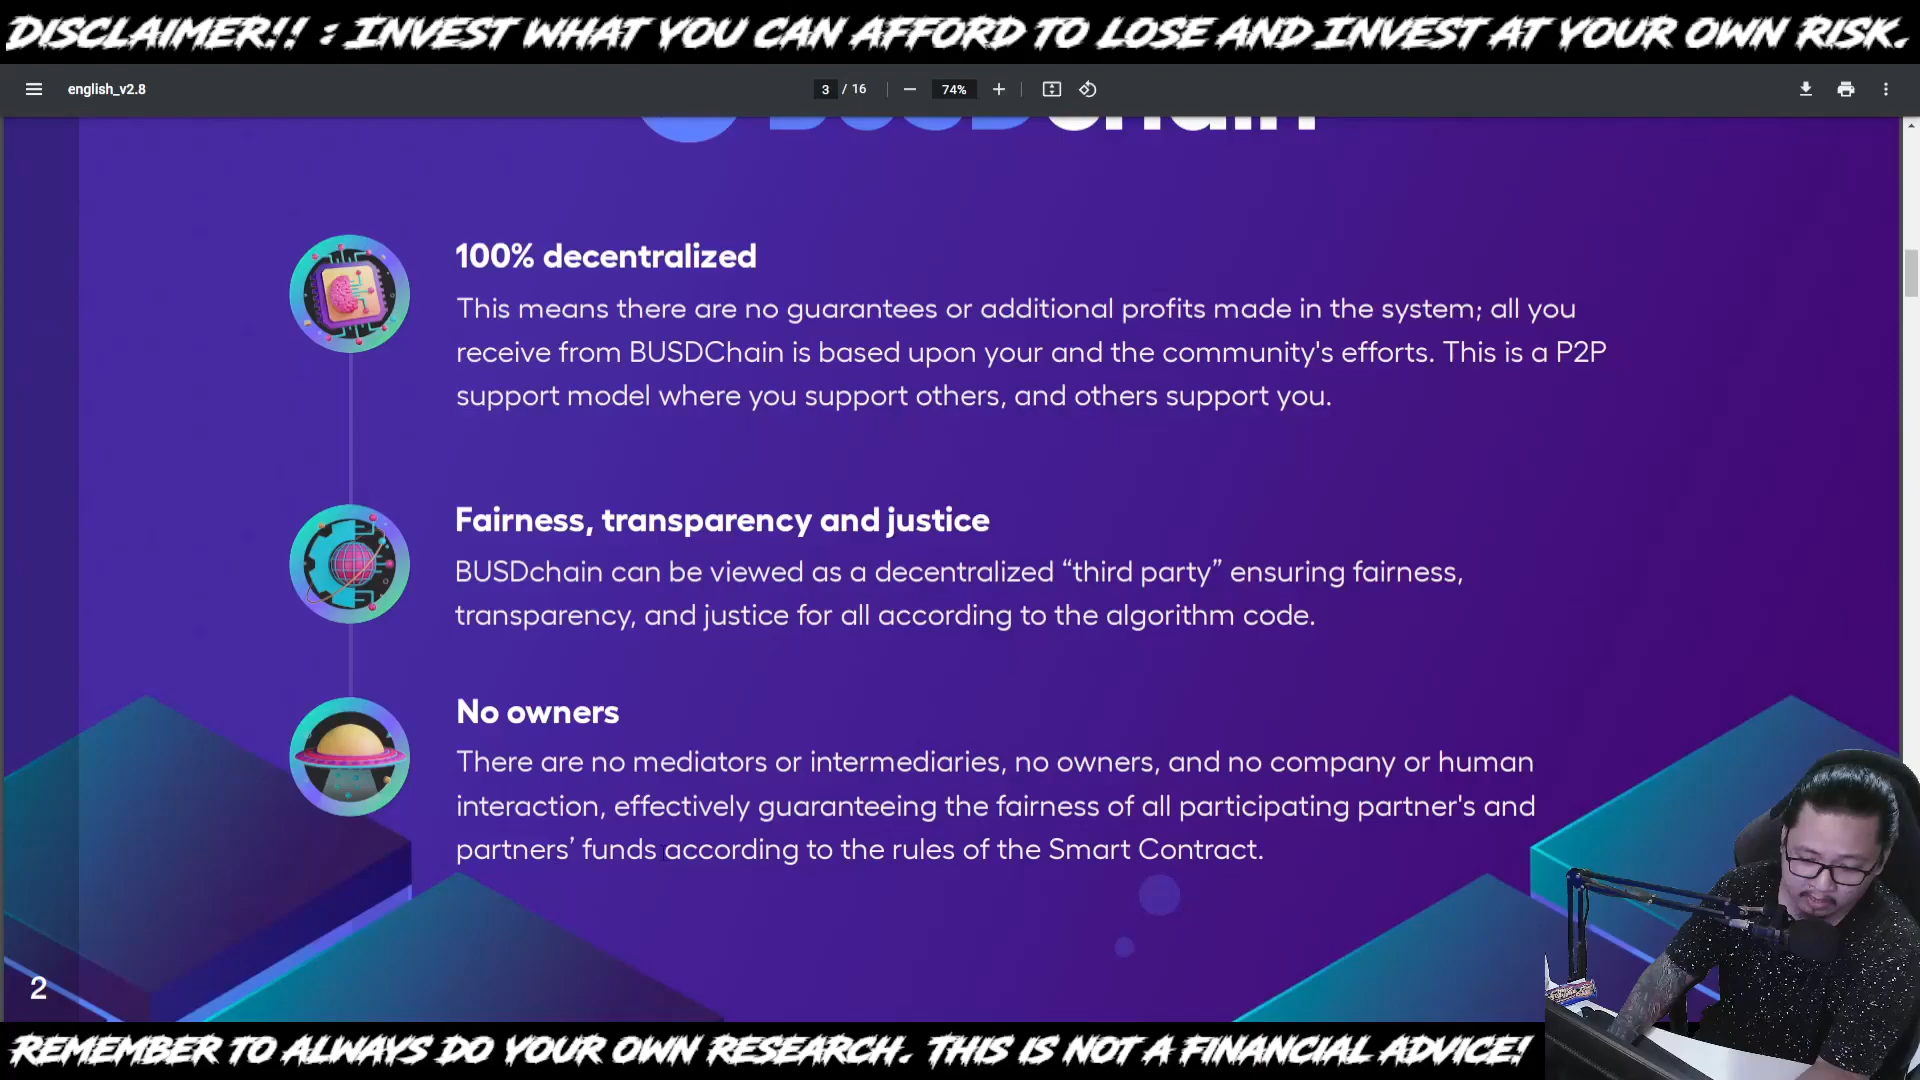 DISCLAIMER!! : INVEST WHAT YOU CAN AFFORD TO LOSE AND INVEST AT YOUR OWN RISK.
english_v2.8
3 / 16
74%
BUSDchain
100% decentralized
This means there are no guarantees or additional profits made in the system; all you
receive from BUSDChain is based upon your and the community's efforts. This is a P2P
support model where you support others, and others support you.
Fairness, transparency and justice
BUSDchain can be viewed as a decentralized “third party” ensuring fairness,
transparency, and justice for all according to the algorithm code.
No owners
There are no mediators or intermediaries, no owners, and no company or human
interaction, effectively guaranteeing the fairness of all participating partner's and
partners’ funds according to the rules of the Smart Contract.
2
REMEMBER TO ALWAYS DO YOUR OWN RESEARCH. THIS IS NOT A FINANCIAL ADVICE!